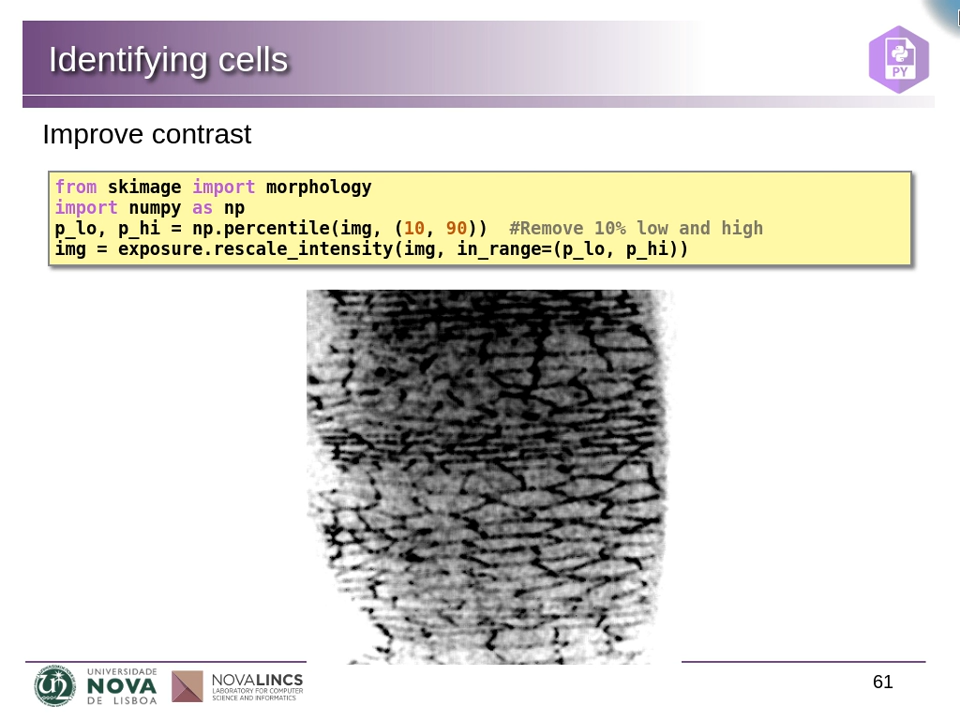 Identifying cells
PY
Improve contrast
from skimage import morphology
import numpy as np
p_lo, p_hi = np.percentile(img, (10, 90))  #Remove 10% low and high
img = exposure.rescale_intensity(img, in_range=(p_lo, p_hi))
UNIVERSIDADE
NOVA
DE LISBOA
NOVALINCS
LABORATORY FOR COMPUTER
SCIENCE AND INFORMATICS
61